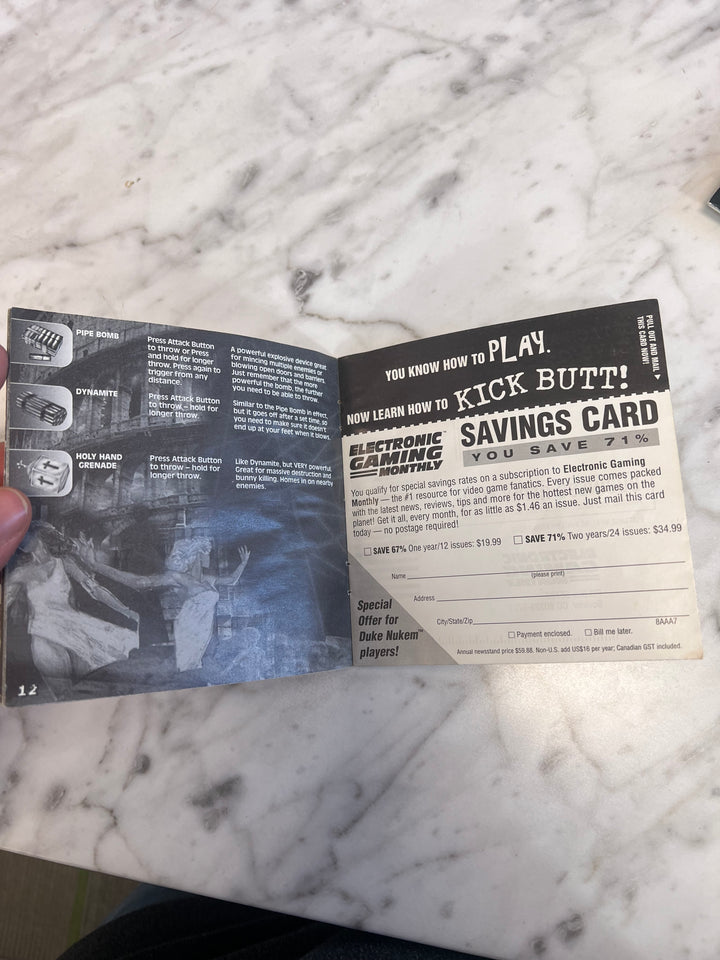 PIPE BOMB
Press Attack Button
to throw or Press
and hold for longer
throw. Press again to
trigger from any
distance.
A powerful explosive device great
for mincing multiple enemies or
blowing open doors and barriers.
Just remember that the more
powerful the bomb, the further
you need to be able to throw.
DYNAMITE
Press Attack Button
to throw – hold for
longer throw.
Similar to the Pipe Bomb in effect,
but it goes off after a set time, so
you need to make sure it doesn't
end up at your feet when it blows.
HOLY HAND
GRENADE
Press Attack Button
to throw – hold for
longer throw.
Like Dynamite, but VERY powerful
Great for massive destruction and
bunny killing. Homes in on nearby
enemies.
12
YOU KNOW HOW TO PLAY.
NOW LEARN HOW TO KICK BUTT!
PULL OUT AND MAIL
THIS CARD NOW!
ELECTRONIC
GAMING
MONTHLY
SAVINGS CARD
YOU SAVE 71%
You qualify for special savings rates on a subscription to Electronic Gaming
Monthly — the #1 resource for video game fanatics. Every issue comes packed
with the latest news, reviews, tips and more for the hottest new games on the
planet! Get it all, every month, for as little as $1.46 an issue. Just mail this card
today — no postage required!
SAVE 67% One year/12 issues: $19.99 SAVE 71% Two years/24 issues: $34.99
Name
(please print)
Address
City/State/Zip
8AAA7
Payment enclosed. Bill me later.
Annual newsstand price $59.88. Non-U.S. add US$16 per year; Canadian GST included.
Special
Offer for
Duke Nukem™
players!